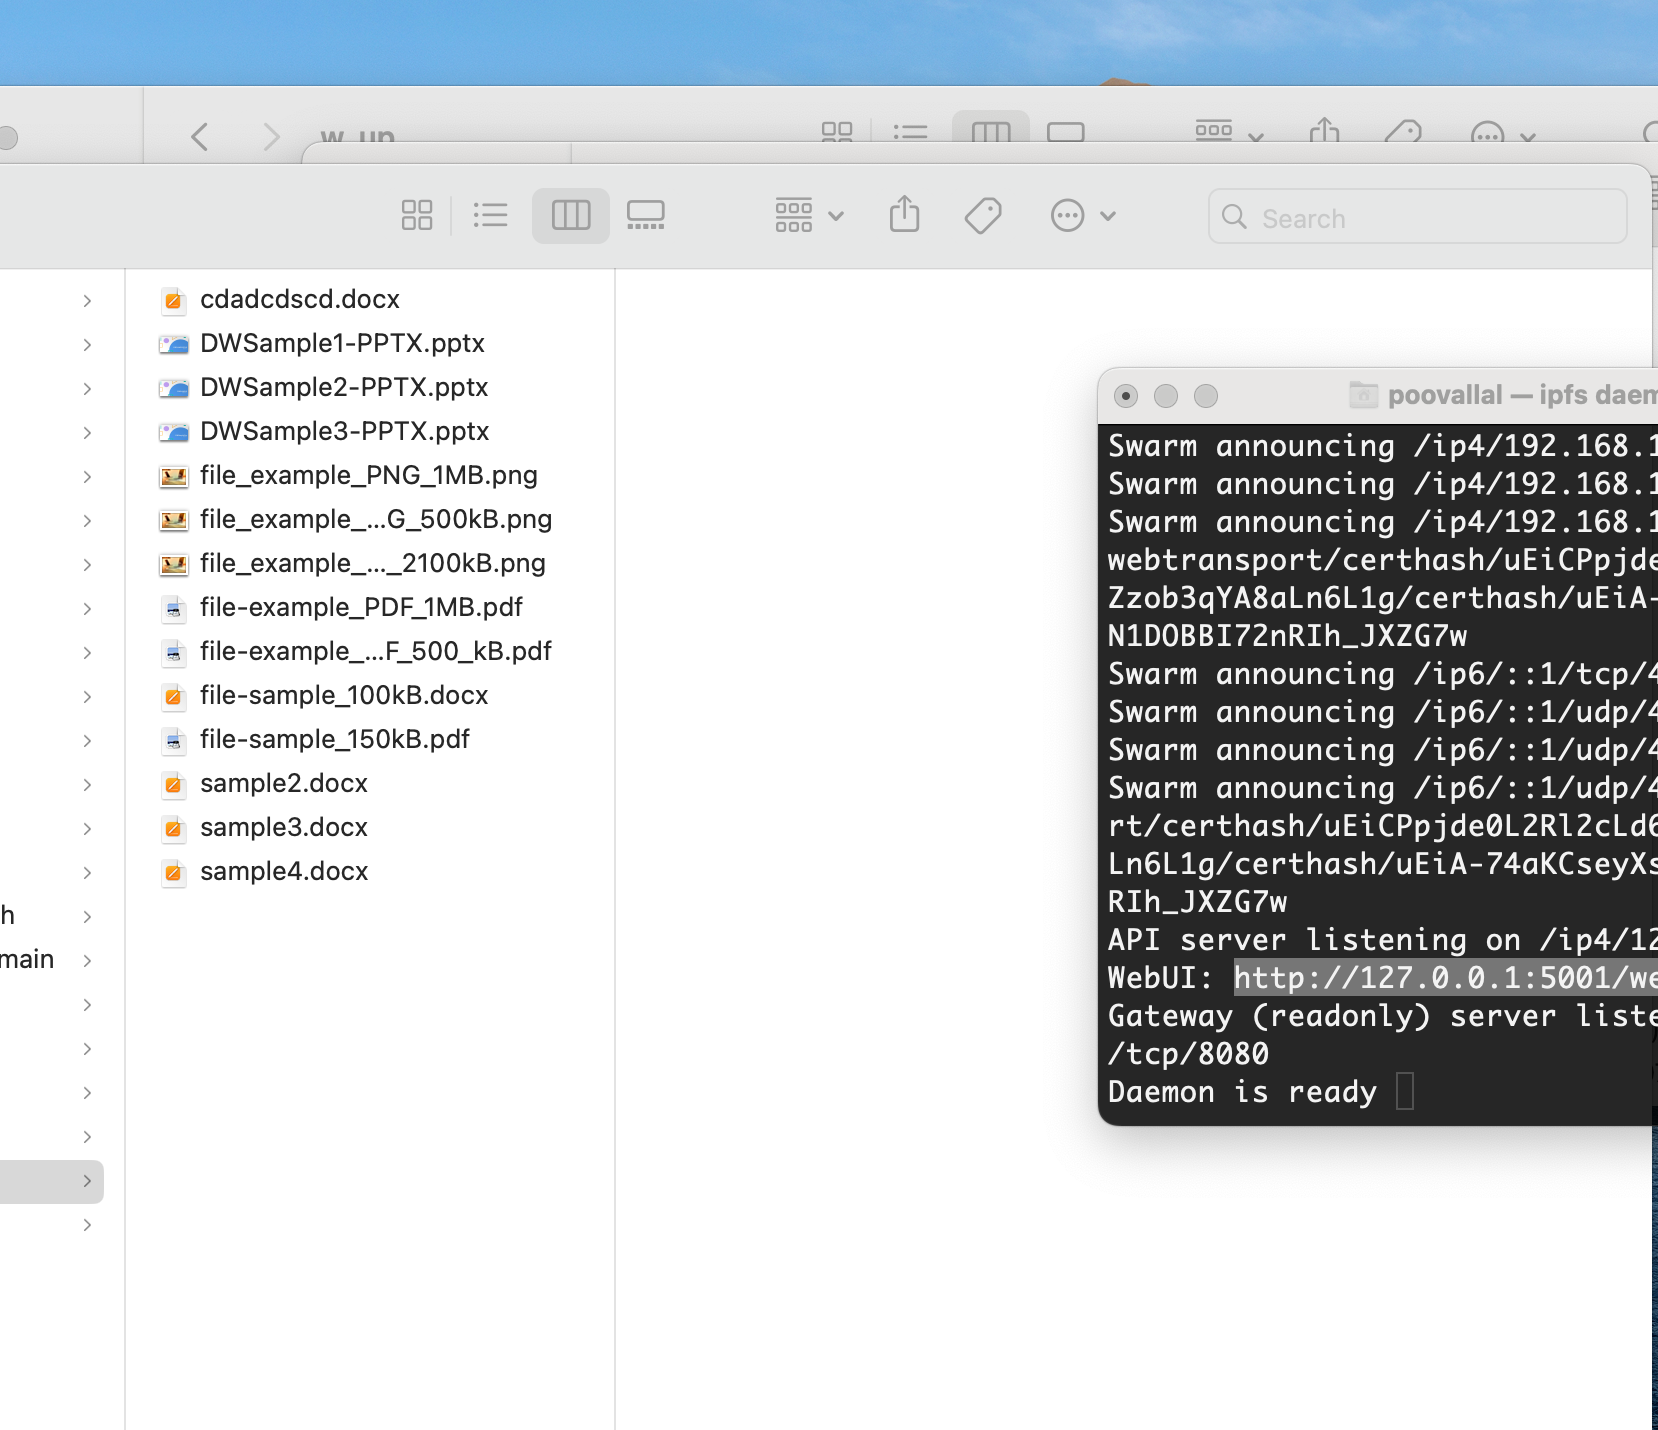 w_up
Search
cdadcdscd.docx
DWSample1-PPTX.pptx
DWSample2-PPTX.pptx
DWSample3-PPTX.pptx
file_example_PNG_1MB.png
file_example_...G_500kB.png
file_example_..._2100kB.png
file-example_PDF_1MB.pdf
file-example_...F_500_kB.pdf
file-sample_100kB.docx
file-sample_150kB.pdf
sample2.docx
sample3.docx
sample4.docx
h
main
poovallal — ipfs daem
Swarm announcing /ip4/192.168.1
Swarm announcing /ip4/192.168.1
Swarm announcing /ip4/192.168.1
webtransport/certhash/uEiCPpjde
Zzob3qYA8aLn6L1g/certhash/uEiA-
N1DOBBI72nRIh_JXZG7w
Swarm announcing /ip6/::1/tcp/4
Swarm announcing /ip6/::1/udp/4
Swarm announcing /ip6/::1/udp/4
Swarm announcing /ip6/::1/udp/4
rt/certhash/uEiCPpjde0L2Rl2cLd6
Ln6L1g/certhash/uEiA-74aKCseyXs
RIh_JXZG7w
API server listening on /ip4/12
WebUI: http://127.0.0.1:5001/we
Gateway (readonly) server liste
/tcp/8080
Daemon is ready